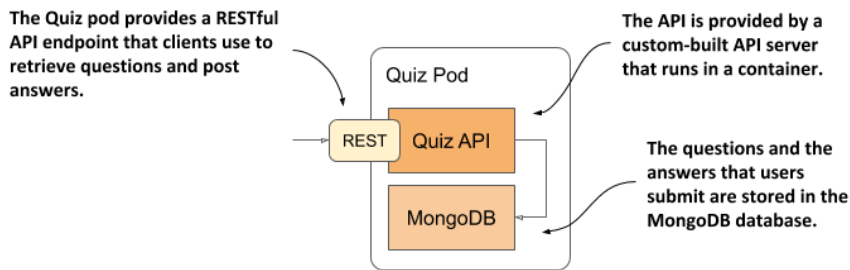 The Quiz pod provides a RESTful
API endpoint that clients use to
retrieve questions and post
answers.
The API is provided by a
custom-built API server
that runs in a container.
Quiz Pod
REST
Quiz API
MongoDB
The questions and the
answers that users
submit are stored in the
MongoDB database.